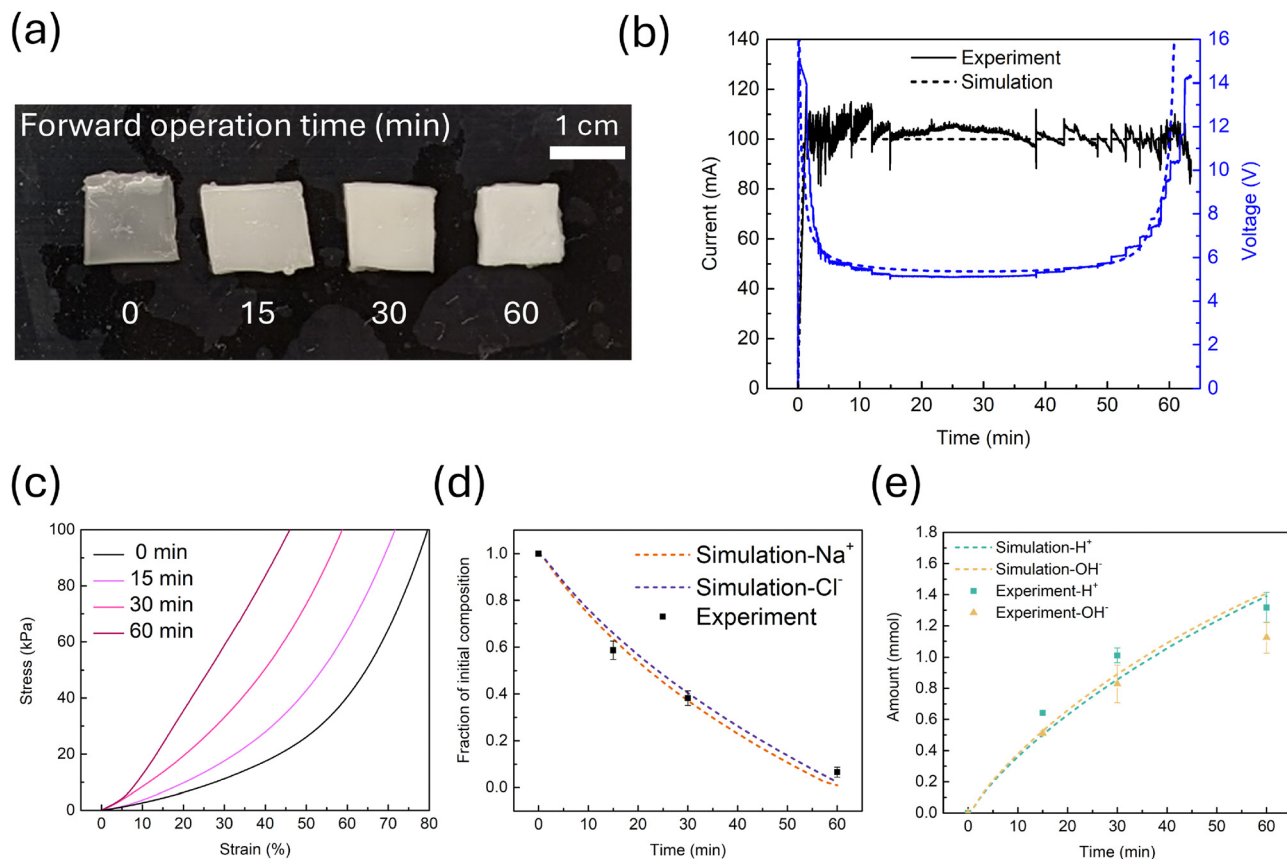 (a)
Forward operation time (min)
1 cm
0
15
30
60
(b)
140
120
100
80
60
40
20
0
Current (mA)
Experiment
Simulation
16
14
12
10
8
6
4
2
0
Voltage (V)
0
10
20
30
40
50
60
Time (min)
(c)
100
80
60
40
20
0
Stress (kPa)
0 min
15 min
30 min
60 min
0
10
20
30
40
50
60
70
80
Strain (%)
(d)
1.0
0.8
0.6
0.4
0.2
0.0
Fraction of initial composition
Simulation-Na⁺
Simulation-Cl⁻
Experiment
0
10
20
30
40
50
60
Time (min)
(e)
1.8
1.6
1.4
1.2
1.0
0.8
0.6
0.4
0.2
0.0
Amount (mmol)
Simulation-H⁺
Simulation-OH⁻
Experiment-H⁺
Experiment-OH⁻
0
10
20
30
40
50
60
Time (min)